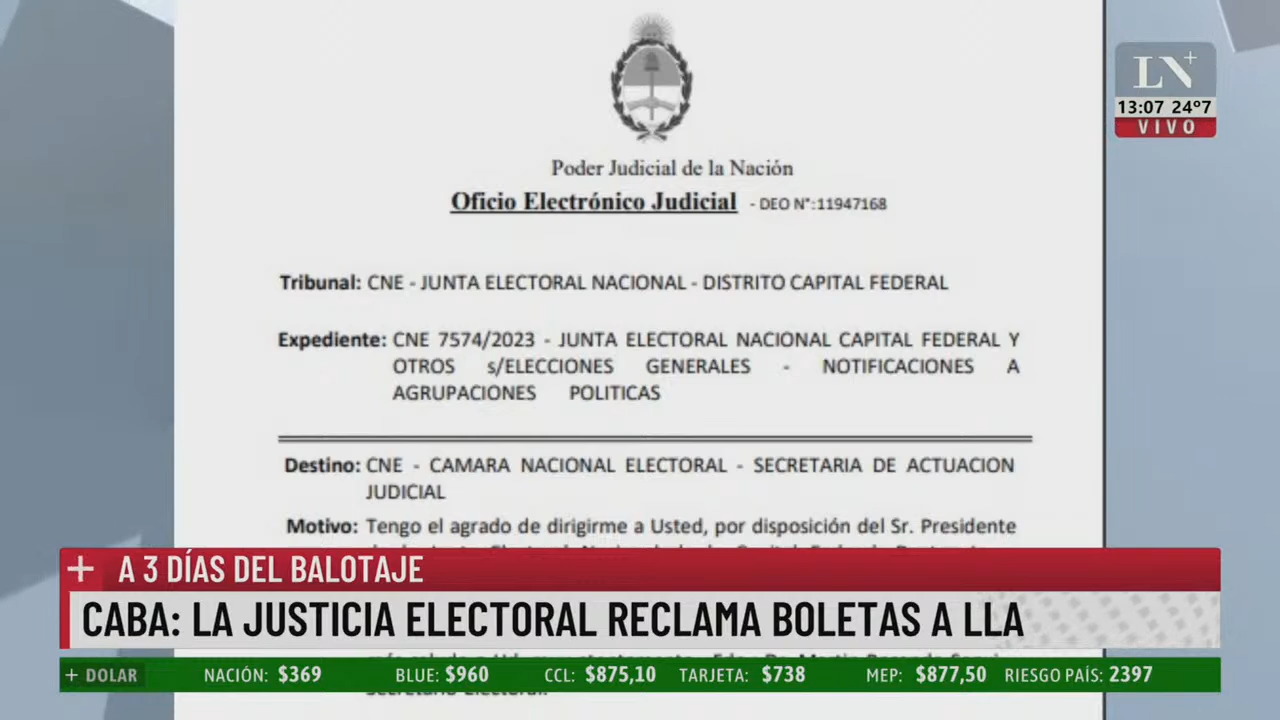 LN+
13:07 24º7
VIVO
Poder Judicial de la Nación
Oficio Electrónico Judicial - DEO N°:11947168
Tribunal: CNE - JUNTA ELECTORAL NACIONAL - DISTRITO CAPITAL FEDERAL
Expediente: CNE 7574/2023 - JUNTA ELECTORAL NACIONAL CAPITAL FEDERAL Y
OTROS s/ELECCIONES GENERALES - NOTIFICACIONES A
AGRUPACIONES POLITICAS
Destino: CNE - CAMARA NACIONAL ELECTORAL - SECRETARIA DE ACTUACION
JUDICIAL
Motivo: Tengo el agrado de dirigirme a Usted, por disposición del Sr. Presidente
+ A 3 DÍAS DEL BALOTAJE
CABA: LA JUSTICIA ELECTORAL RECLAMA BOLETAS A LLA
+ DOLAR NACIÓN: $369 BLUE: $960 CCL: $875,10 TARJETA: $738 MEP: $877,50 RIESGO PAÍS: 2397